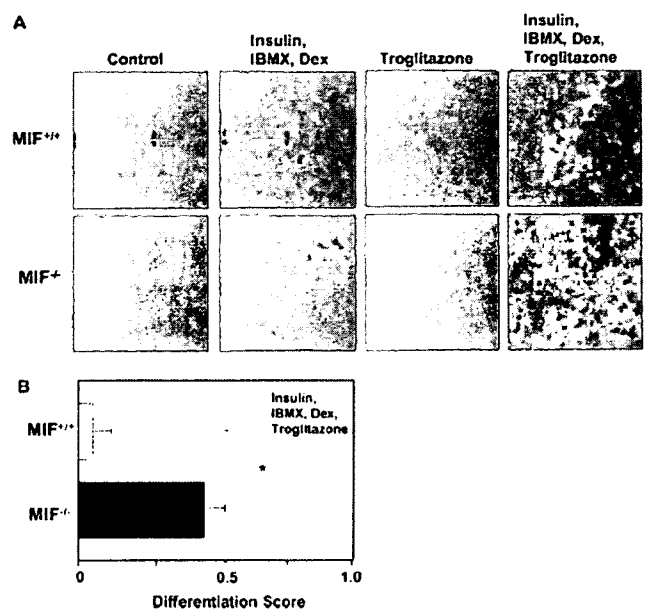 A
Control
Insulin,
IBMX, Dex
Troglitazone
Insulin,
IBMX, Dex,
Troglitazone
MIF+/+
MIF-/-
B
Insulin,
IBMX, Dex,
Troglitazone
MIF+/+
*
MIF-/-
0 0.5 1.0
Differentiation Score